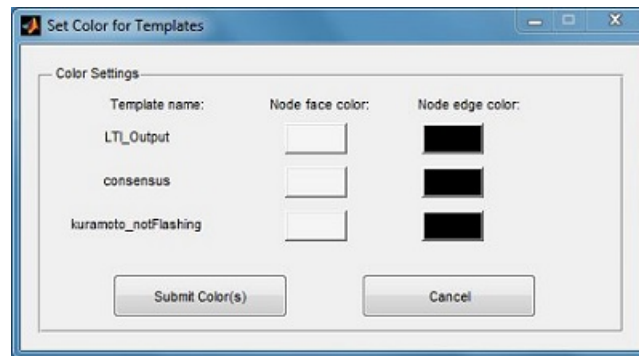 Set Color for Templates
Color Settings
Template name: Node face color: Node edge color:
LTI_Output
consensus
kuramoto_notFlashing
Submit Color(s) Cancel